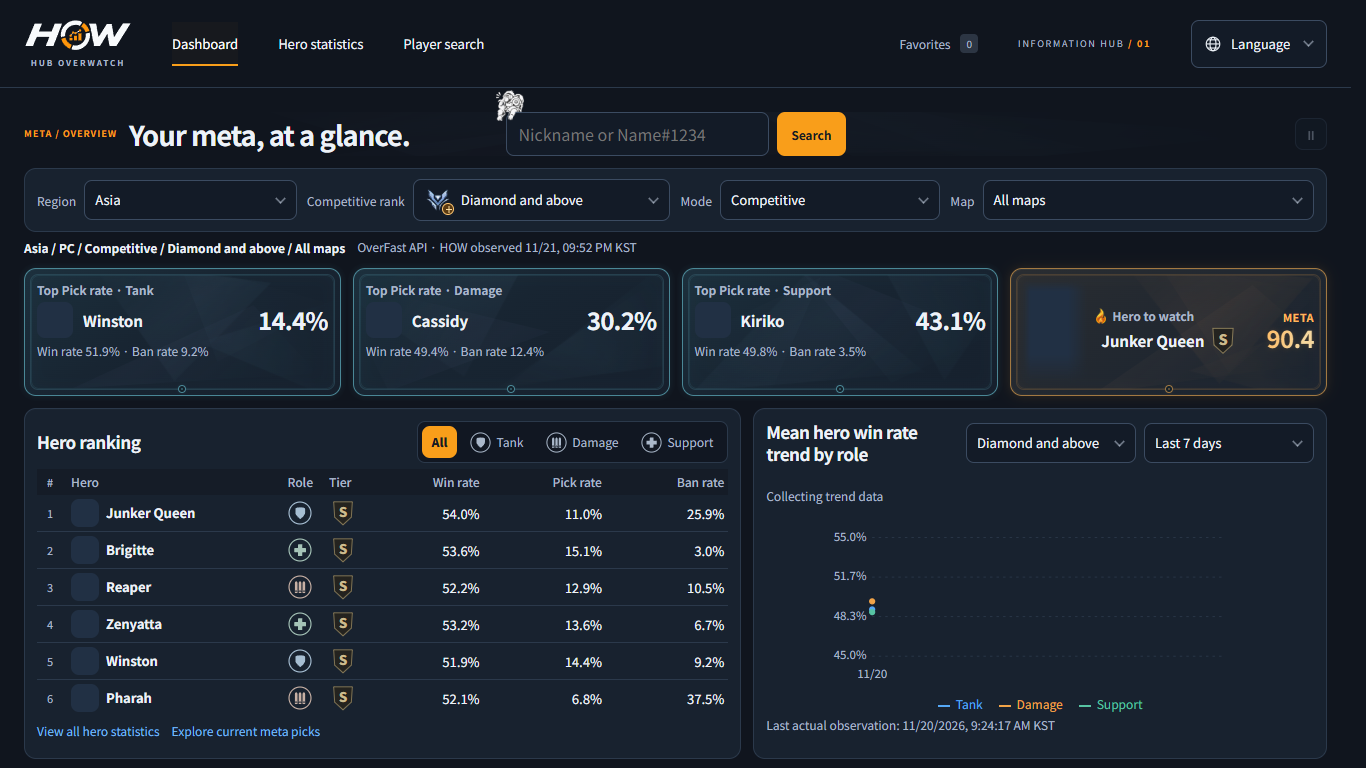 HOW
HUB OVERWATCH
Dashboard
Hero statistics
Player search
Favorites 0
INFORMATION HUB / 01
Language
META / OVERVIEW
Your meta, at a glance.
Nickname or Name#1234
Search
Region
Asia
Competitive rank
Diamond and above
Mode
Competitive
Map
All maps
Asia / PC / Competitive / Diamond and above / All maps
OverFast API · HOW observed 11/21, 09:52 PM KST
Top Pick rate · Tank
Winston 14.4%
Win rate 51.9% · Ban rate 9.2%
Top Pick rate · Damage
Cassidy 30.2%
Win rate 49.4% · Ban rate 12.4%
Top Pick rate · Support
Kiriko 43.1%
Win rate 49.8% · Ban rate 3.5%
Hero to watch
Junker Queen S
META
90.4
Hero ranking
All
Tank
Damage
Support
# Hero Role Tier Win rate Pick rate Ban rate
1 Junker Queen S 54.0% 11.0% 25.9%
2 Brigitte S 53.6% 15.1% 3.0%
3 Reaper S 52.2% 12.9% 10.5%
4 Zenyatta S 53.2% 13.6% 6.7%
5 Winston S 51.9% 14.4% 9.2%
6 Pharah S 52.1% 6.8% 37.5%
View all hero statistics
Explore current meta picks
Mean hero win rate
trend by role
Diamond and above
Last 7 days
Collecting trend data
55.0%
51.7%
48.3%
45.0%
11/20
Tank
Damage
Support
Last actual observation: 11/20/2026, 9:24:17 AM KST